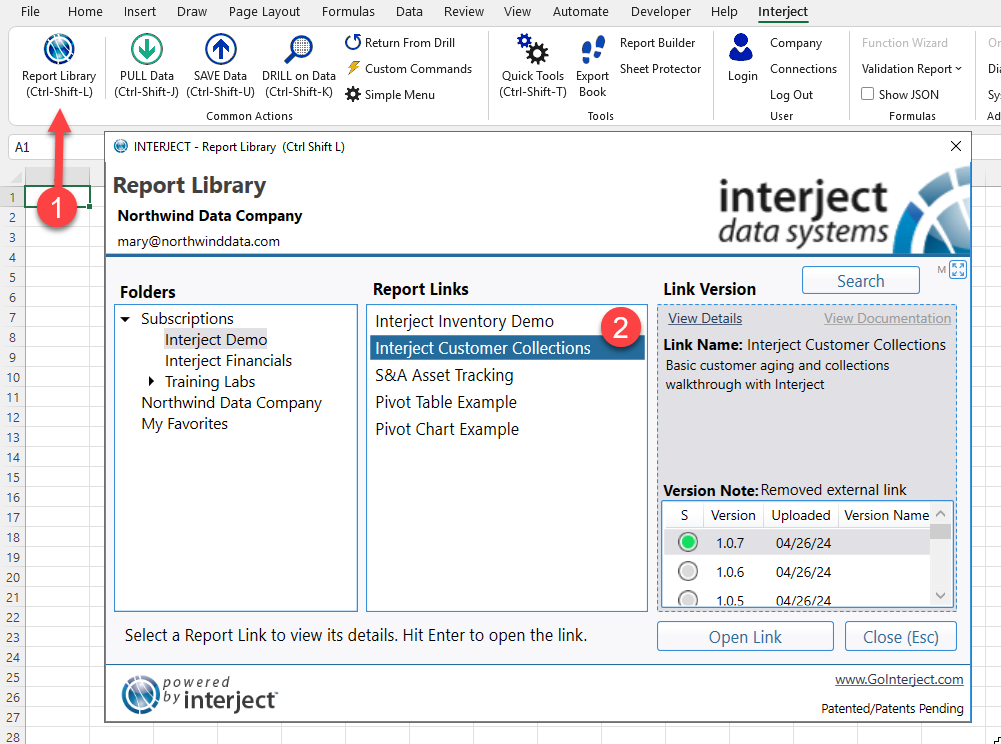 File Home Insert Draw Page Layout Formulas Data Review View Automate Developer Help Interject
Report Library
(Ctrl-Shift-L)
PULL Data
(Ctrl-Shift-J)
SAVE Data
(Ctrl-Shift-U)
DRILL on Data
(Ctrl-Shift-K)
Return From Drill
Custom Commands
Simple Menu
Common Actions
Quick Tools
(Ctrl-Shift-T)
Export
Book
Report Builder
Sheet Protector
Tools
Login
Company
Connections
Log Out
User
Function Wizard
Validation Report
Show JSON
Formulas
A1
1
INTERJECT - Report Library (Ctrl Shift L)
Report Library
Northwind Data Company
mary@northwinddata.com
interject
data systems
Folders
Subscriptions
Interject Demo
Interject Financials
Training Labs
Northwind Data Company
My Favorites
Report Links
Interject Inventory Demo
Interject Customer Collections
2
S&A Asset Tracking
Pivot Table Example
Pivot Chart Example
Search
M
Link Version
View Details View Documentation
Link Name: Interject Customer Collections
Basic customer aging and collections
walkthrough with Interject
Version Note: Removed external link
S Version Uploaded Version Name
1.0.7 04/26/24
1.0.6 04/26/24
1.0.5 04/26/24
Select a Report Link to view its details. Hit Enter to open the link.
Open Link
Close (Esc)
powered
by interject
www.GoInterject.com
Patented/Patents Pending
1
2
3
4
5
6
7
8
9
10
11
12
13
14
15
16
17
18
19
20
21
22
23
24
25
26
27
28